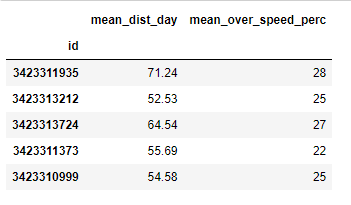 mean_dist_day mean_over_speed_perc
id
3423311935 71.24 28
3423313212 52.53 25
3423313724 64.54 27
3423311373 55.69 22
3423310999 54.58 25